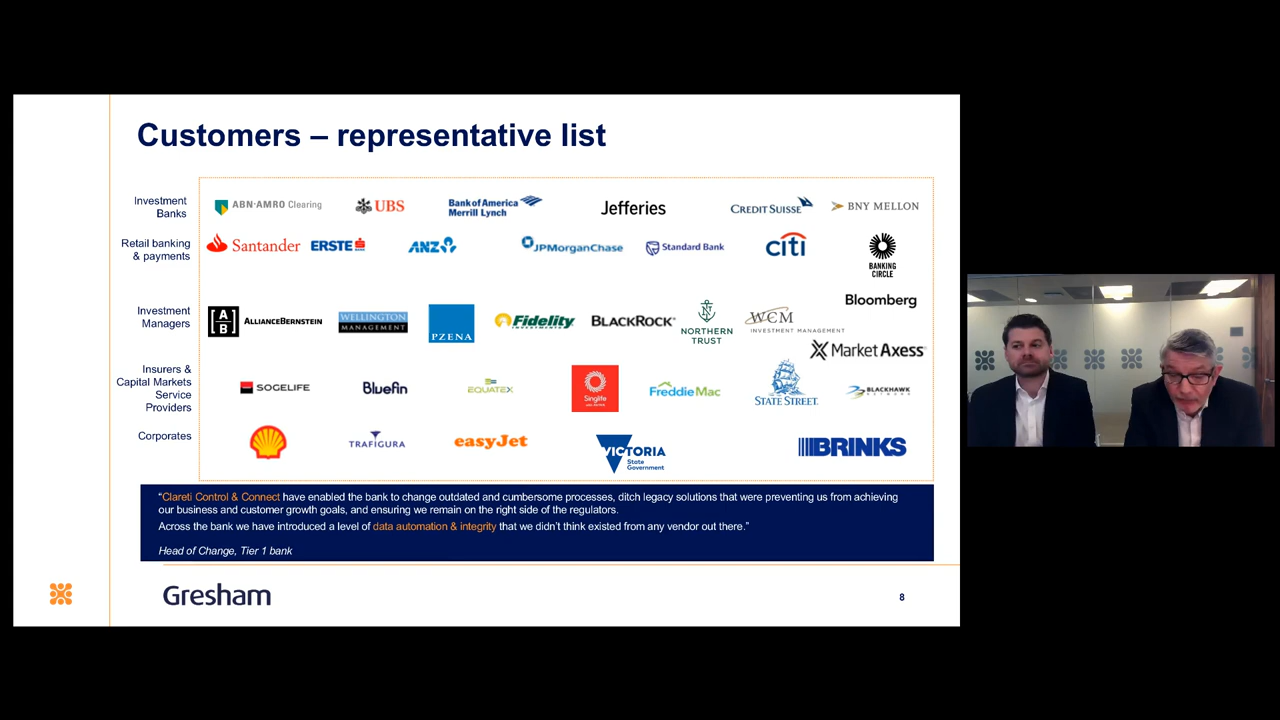 Customers – representative list
Investment
Banks
ABN·AMRO Clearing
UBS
Bank of America
Merrill Lynch
Jefferies
CREDIT SUISSE
BNY MELLON
Retail banking
& payments
Santander
ERSTE
ANZ
JPMORGANCHASE
Standard Bank
citi
BANKING
CIRCLE
Investment
Managers
[A
B]
ALLIANCEBERNSTEIN
WELLINGTON
MANAGEMENT
PZENA
Fidelity
INVESTMENTS
BLACKROCK®
NORTHERN
TRUST
WCM
INVESTMENT MANAGEMENT
Bloomberg
MarketAxess
Insurers &
Capital Markets
Service
Providers
SOGELIFE
Bluefin
EQUATEX
Singlife
FreddieMac
STATE STREET.
BLACKHAWK
NETWORK
Corporates
TRAFIGURA
easyJet
VICTORIA
State
Government
BRINKS
“Clareti Control & Connect have enabled the bank to change outdated and cumbersome processes, ditch legacy solutions that were preventing us from achieving
our business and customer growth goals, and ensuring we remain on the right side of the regulators.
Across the bank we have introduced a level of data automation & integrity that we didn’t think existed from any vendor out there.”
Head of Change, Tier 1 bank
Gresham
8